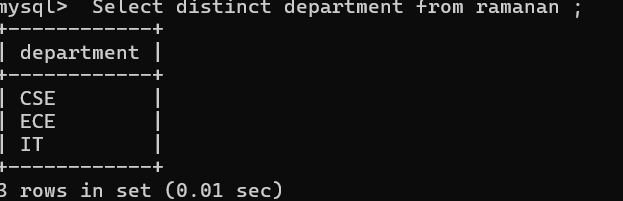 mysql>  Select distinct department from ramanan ;
+------------+
| department |
+------------+
| CSE        |
| ECE        |
| IT         |
+------------+
3 rows in set (0.01 sec)